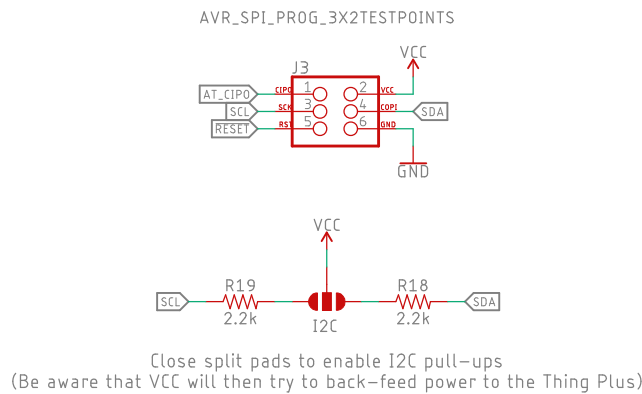 AVR_SPI_PROG_3X2TESTPOINTS
VCC
J3
AT_CIPO CIPO 1 2 VCC
SCL SCK 3 4 COPI SDA
RESET RST 5 6 GND
GND
VCC
R19 R18
SCL SDA
2.2k I2C 2.2k
Close split pads to enable I2C pull-ups
(Be aware that VCC will then try to back-feed power to the Thing Plus)